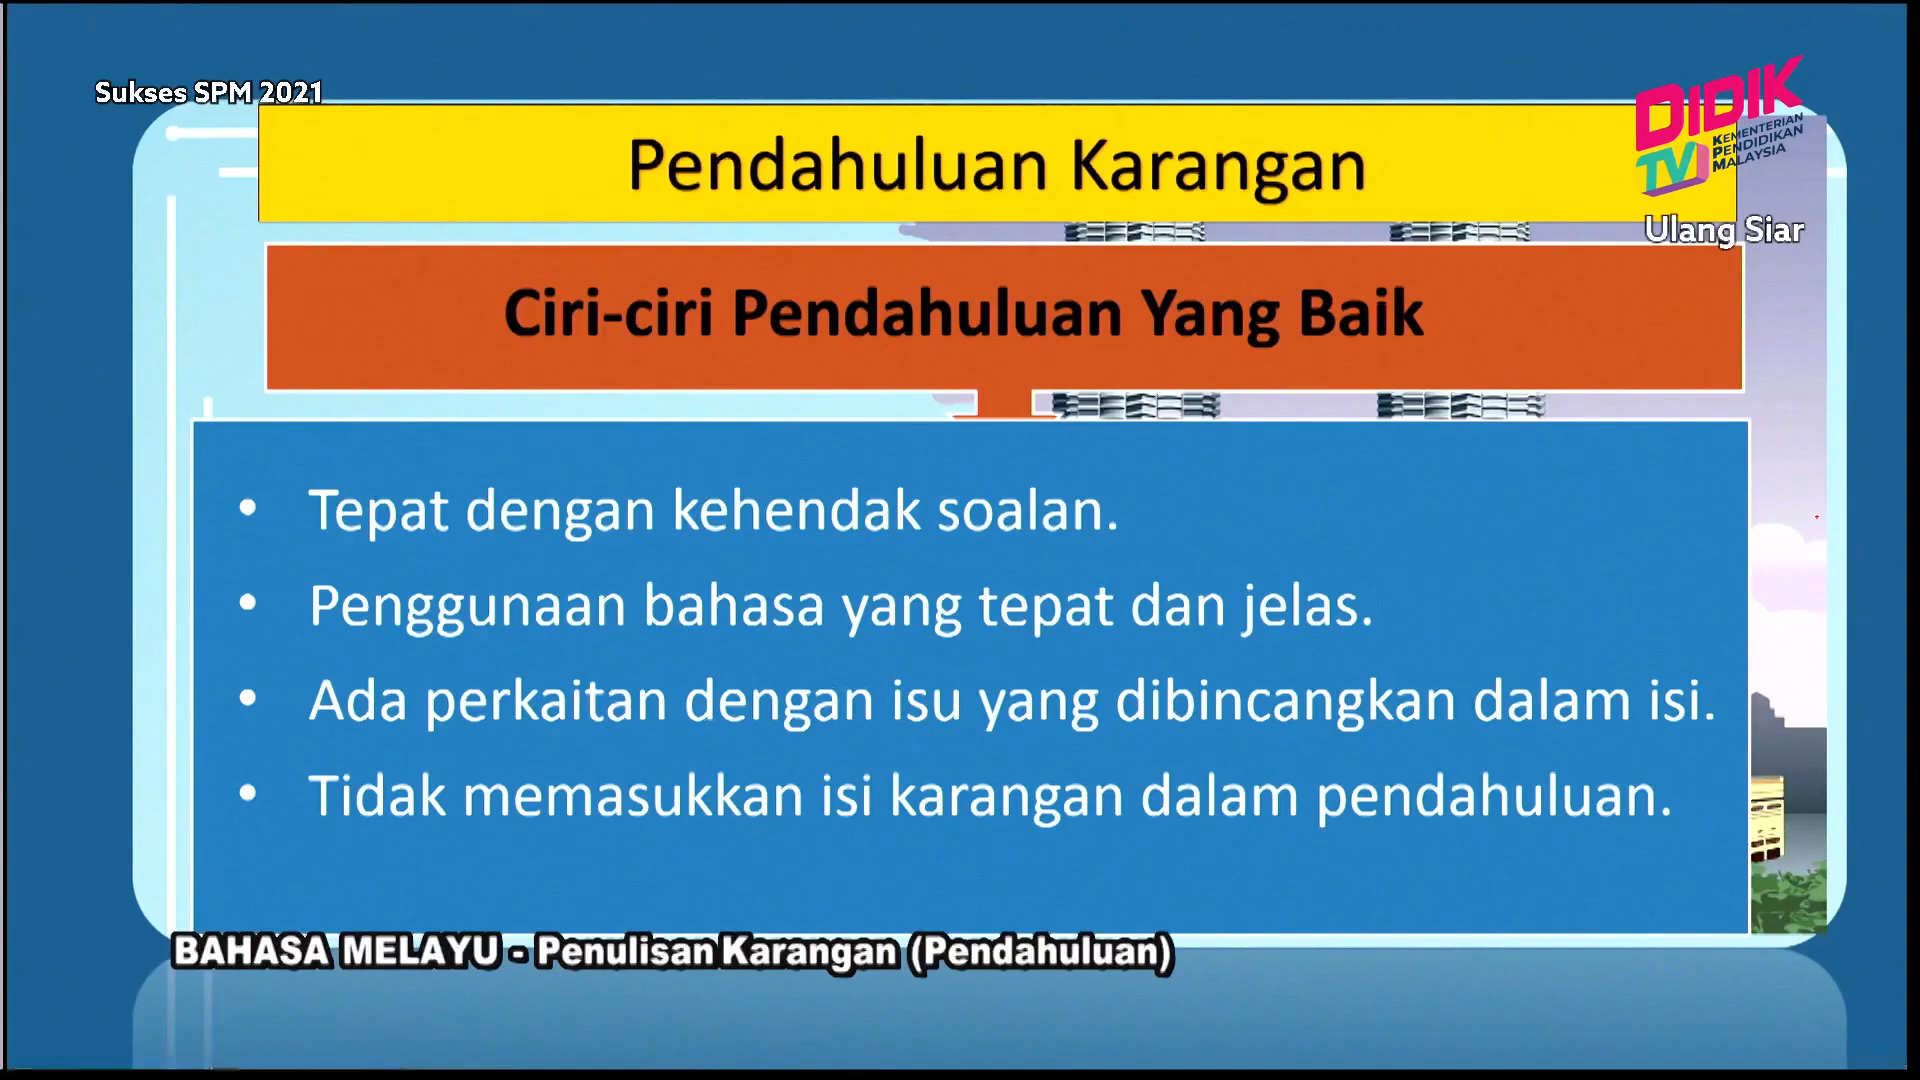 Sukses SPM 2021
DIDIK
TV
KEMENTERIAN
PENDIDIKAN
MALAYSIA
Ulang Siar
Pendahuluan Karangan
Ciri-ciri Pendahuluan Yang Baik
• Tepat dengan kehendak soalan.
• Penggunaan bahasa yang tepat dan jelas.
• Ada perkaitan dengan isu yang dibincangkan dalam isi.
• Tidak memasukkan isi karangan dalam pendahuluan.
BAHASA MELAYU - Penulisan Karangan (Pendahuluan)